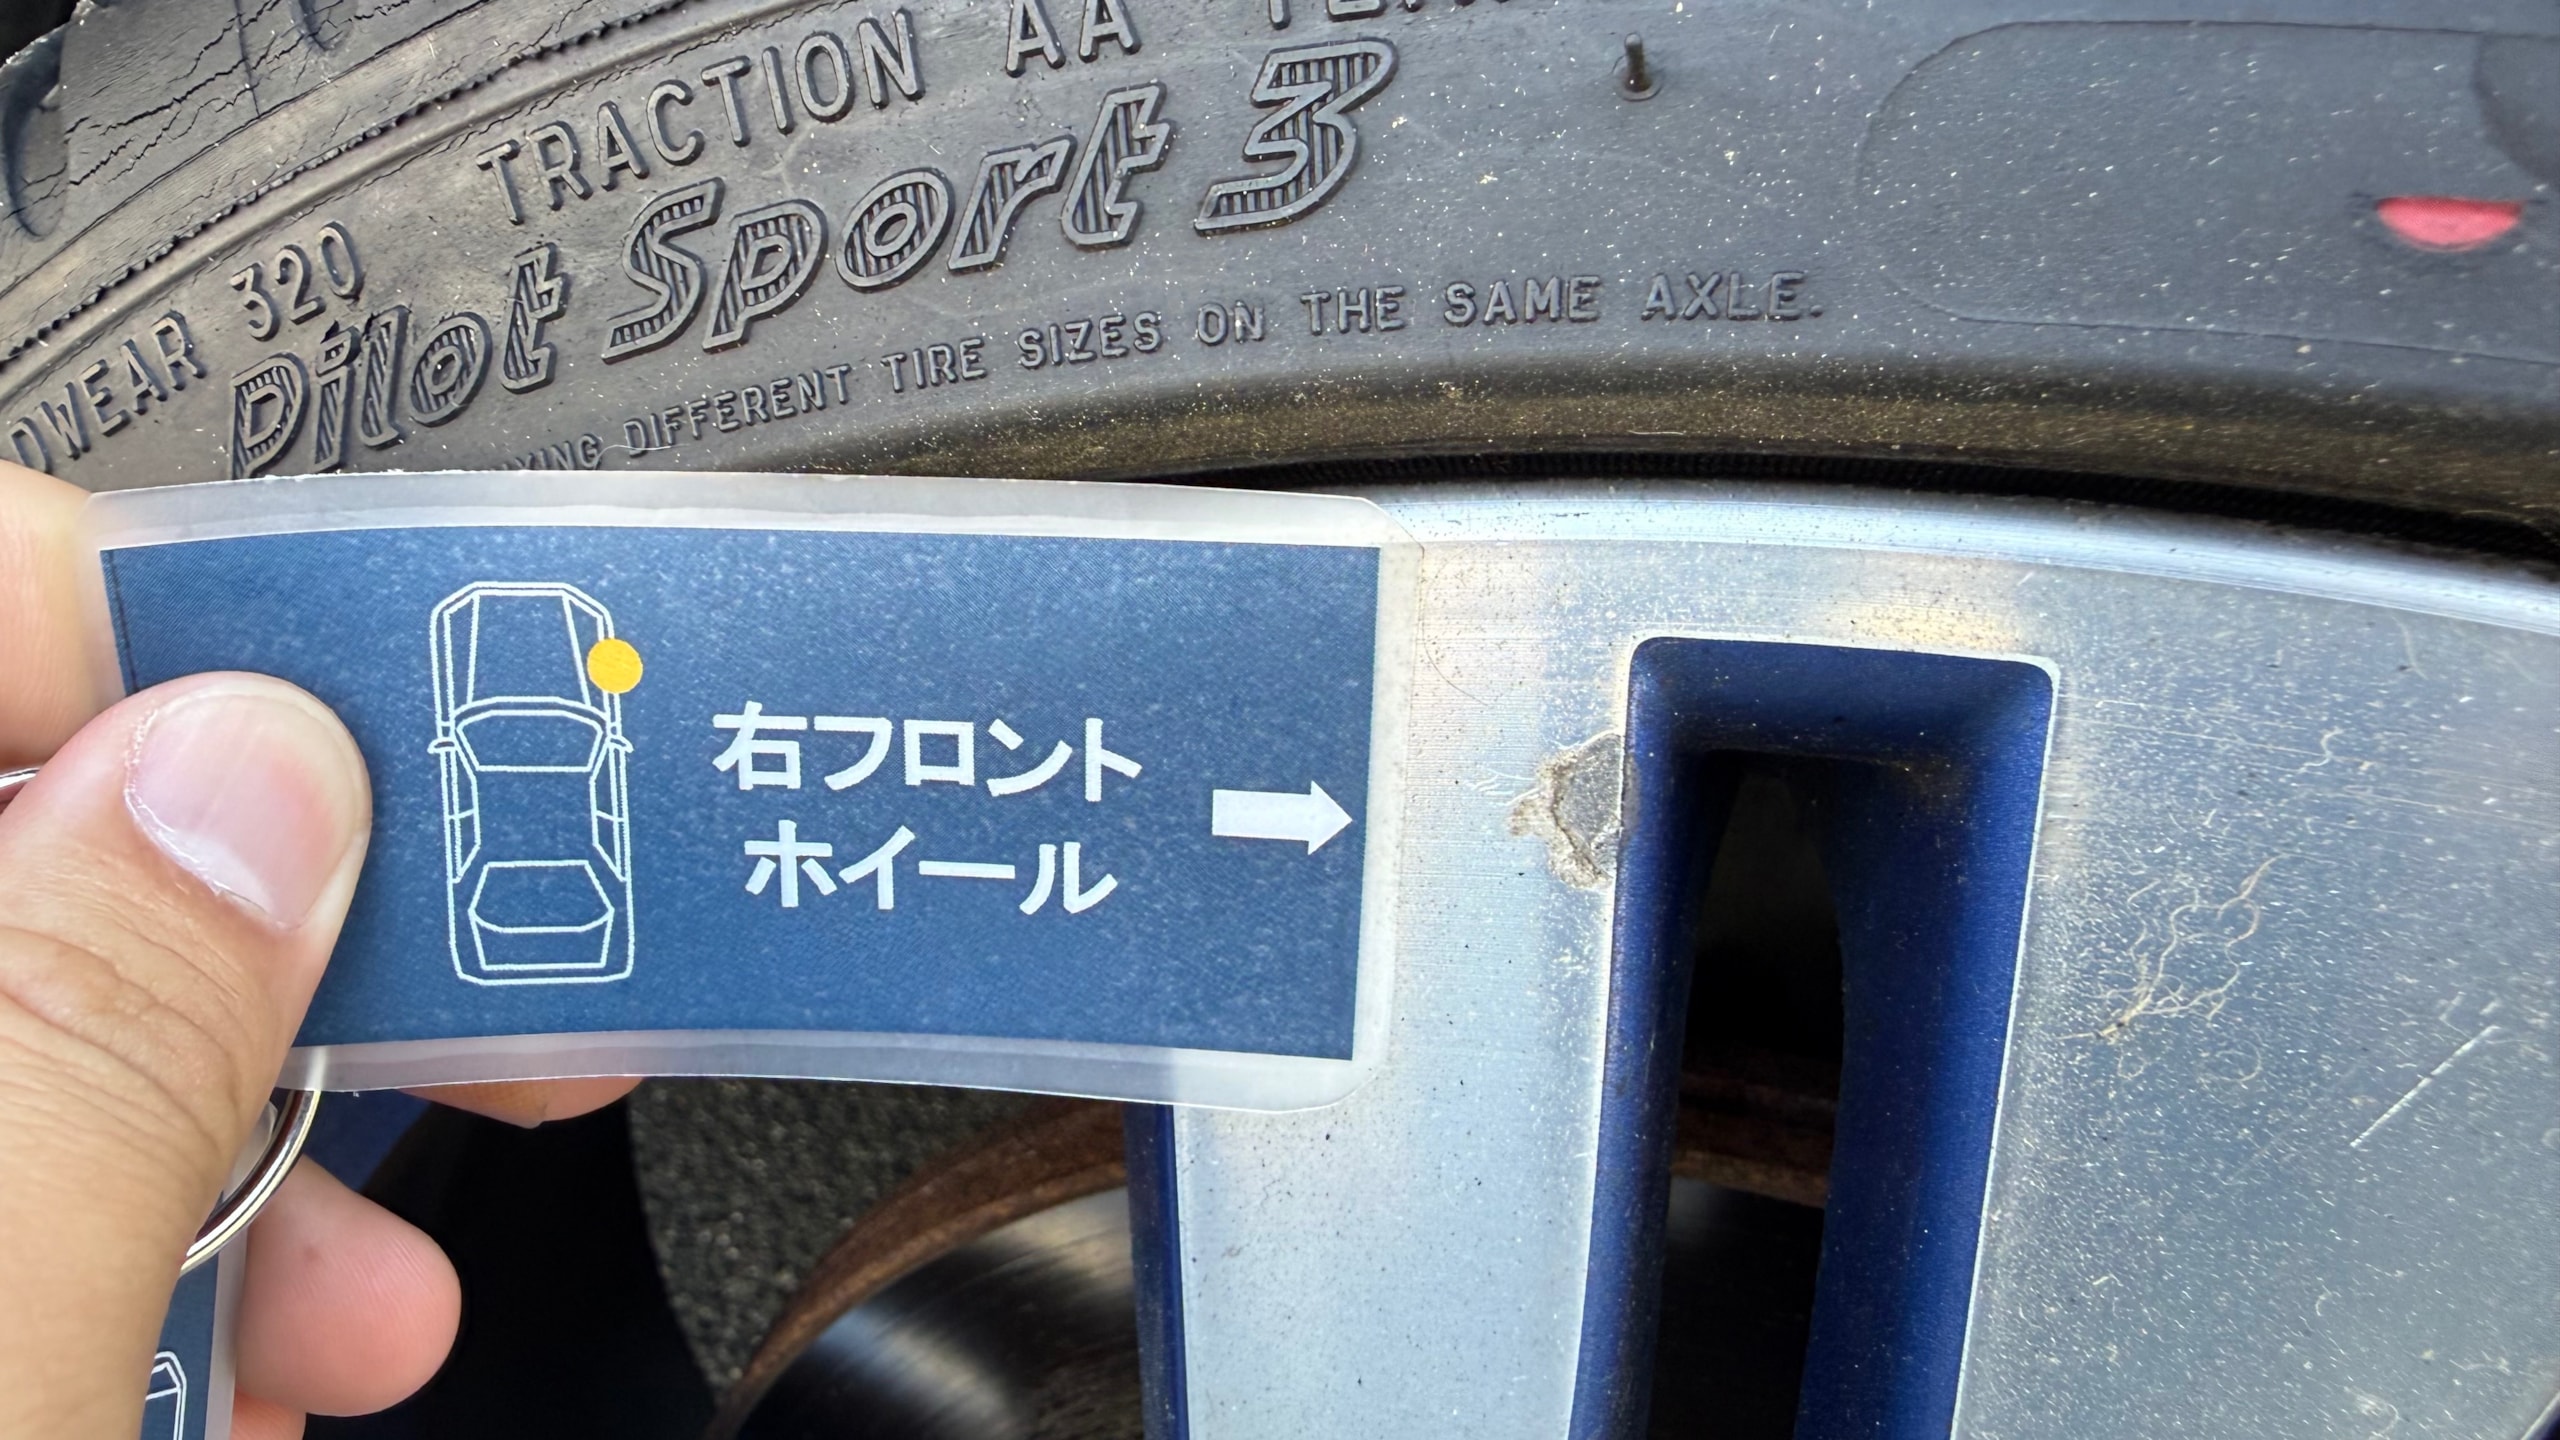 TRACTION AA
DWEAR 320
Pilot Sport 3
DIFFERENT TIRE SIZES ON THE SAME AXLE.
右フロント
ホイール